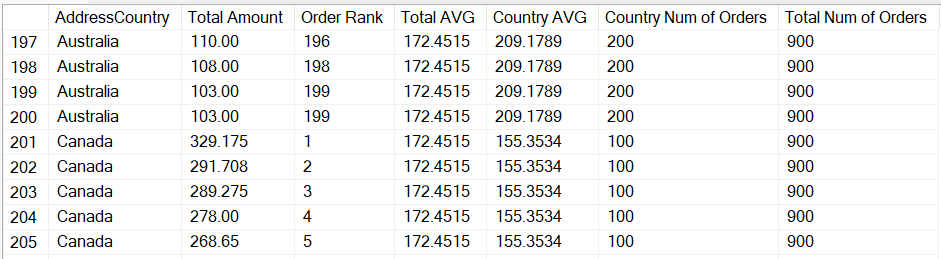 AddressCountry Total Amount Order Rank Total AVG Country AVG Country Num of Orders Total Num of Orders
197 Australia 110.00 196 172.4515 209.1789 200 900
198 Australia 108.00 198 172.4515 209.1789 200 900
199 Australia 103.00 199 172.4515 209.1789 200 900
200 Australia 103.00 199 172.4515 209.1789 200 900
201 Canada 329.175 1 172.4515 155.3534 100 900
202 Canada 291.708 2 172.4515 155.3534 100 900
203 Canada 289.275 3 172.4515 155.3534 100 900
204 Canada 278.00 4 172.4515 155.3534 100 900
205 Canada 268.65 5 172.4515 155.3534 100 900